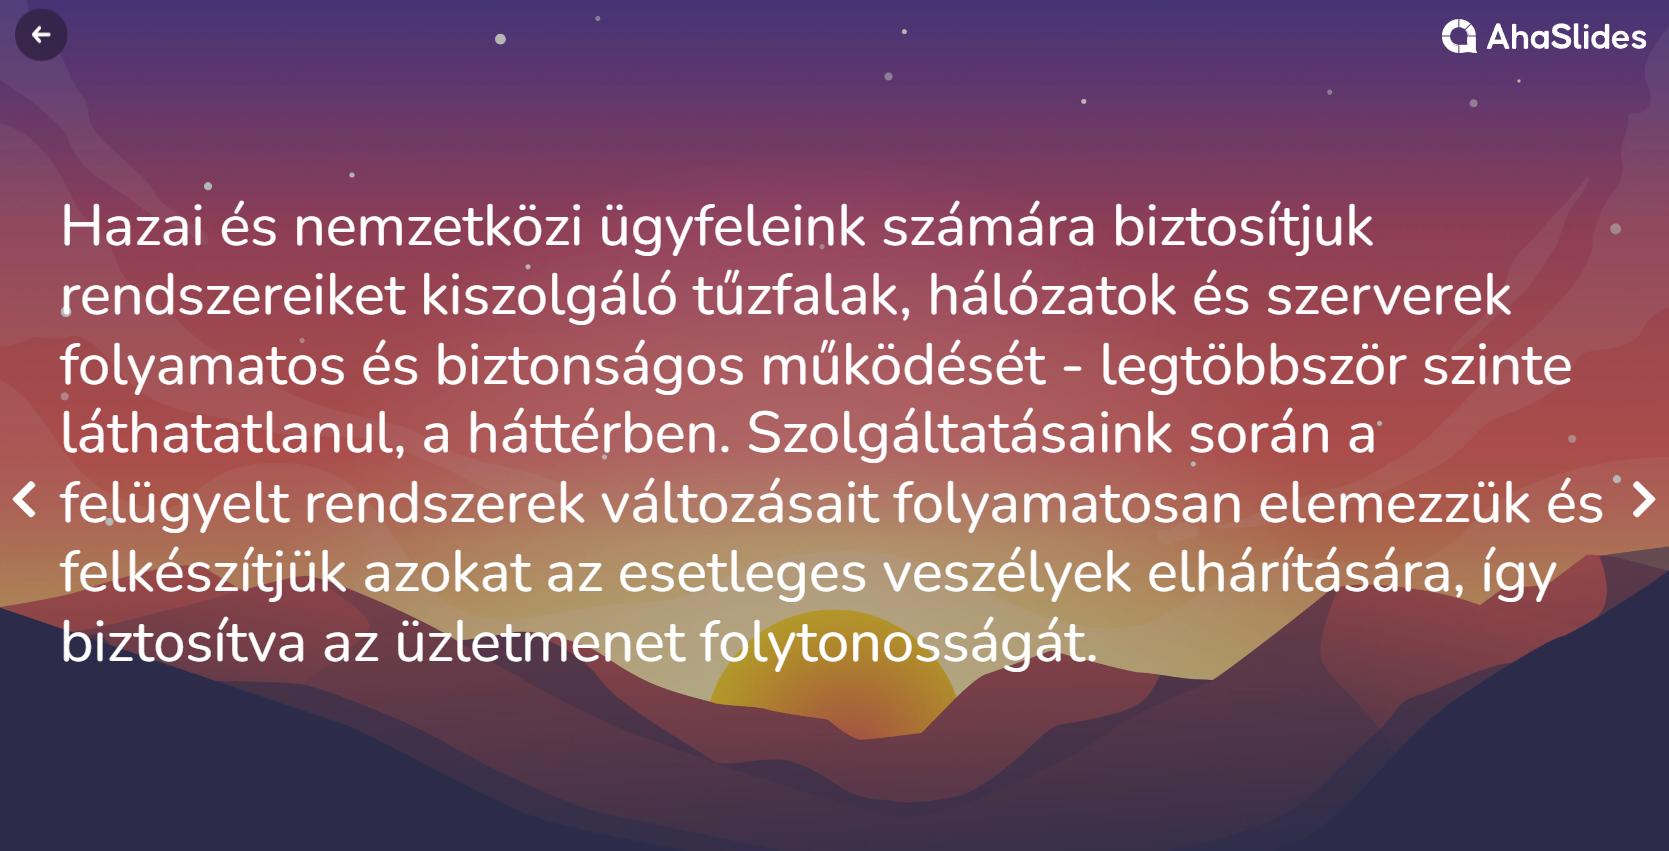 AhaSlides
Hazai és nemzetközi ügyfeleink számára biztosítjuk
rendszereiket kiszolgáló tűzfalak, hálózatok és szerverek
folyamatos és biztonságos működését - legtöbbször szinte
láthatatlanul, a háttérben. Szolgáltatásaink során a
felügyelt rendszerek változásait folyamatosan elemezzük és
felkészítjük azokat az esetleges veszélyek elhárítására, így
biztosítva az üzletmenet folytonosságát.